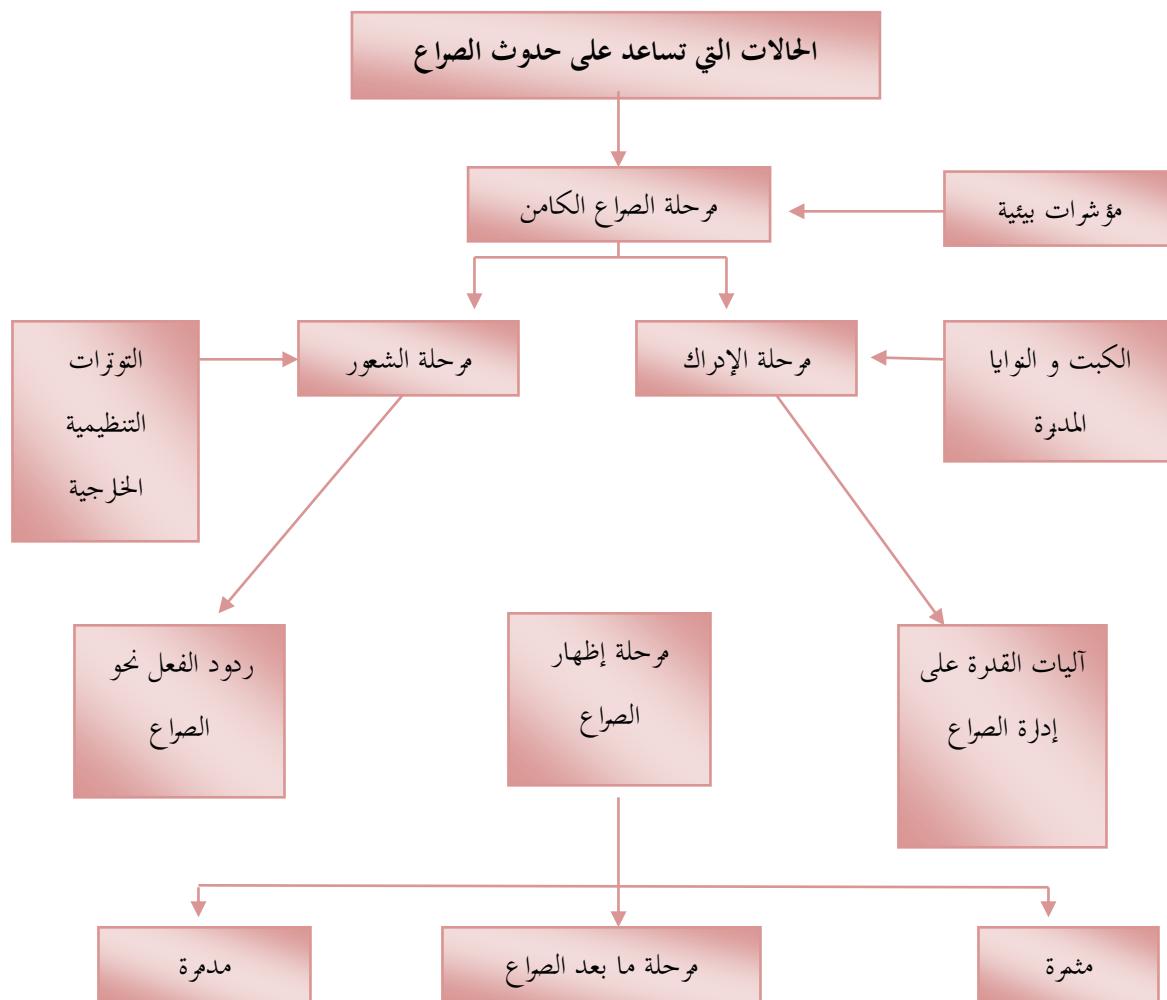 الحالات التي تساعد على حدوث الصراع
مرحلة الصراع الكامن
مؤشرات بيئية
الكبت و النوايا
المدبرة
مرحلة الإدراك
مرحلة الشعور
التوترات
التنظيمية
الخارجية
آليات القدرة على
إدارة الصراع
مرحلة إظهار
الصراع
ردود الفعل نحو
الصراع
مثمرة
مرحلة ما بعد الصراع
مدمرة